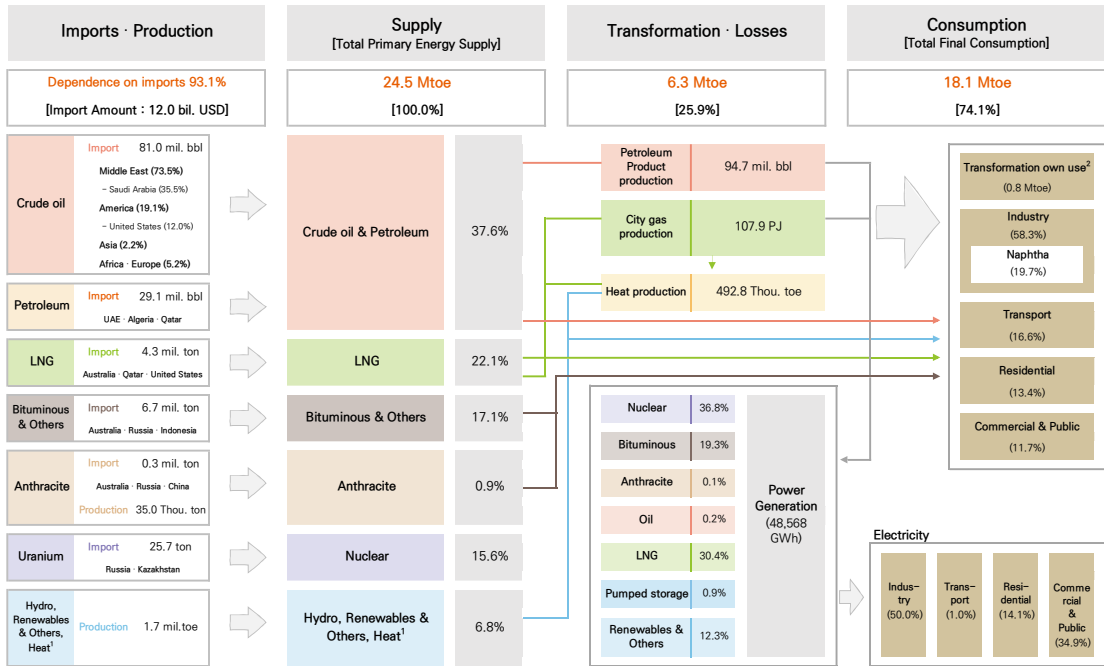 Imports · Production
Supply
[Total Primary Energy Supply]
Transformation · Losses
Consumption
[Total Final Consumption]
Dependence on imports 93.1%
[Import Amount : 12.0 bil. USD]
24.5 Mtoe
[100.0%]
6.3 Mtoe
[25.9%]
18.1 Mtoe
[74.1%]
Crude oil
Import 81.0 mil. bbl
Middle East (73.5%)
- Saudi Arabia (35.5%)
America (19.1%)
- United States (12.0%)
Asia (2.2%)
Africa · Europe (5.2%)
Petroleum
Import 29.1 mil. bbl
UAE · Algeria · Qatar
LNG
Import 4.3 mil. ton
Australia · Qatar · United States
Bituminous
& Others
Import 6.7 mil. ton
Australia · Russia · Indonesia
Anthracite
Import 0.3 mil. ton
Australia · Russia · China
Production 35.0 Thou. ton
Uranium
Import 25.7 ton
Russia · Kazakhstan
Hydro,
Renewables
& Others,
Heat1
Production 1.7 mil.toe
Crude oil & Petroleum 37.6%
LNG 22.1%
Bituminous & Others 17.1%
Anthracite 0.9%
Nuclear 15.6%
Hydro, Renewables &
Others, Heat1
6.8%
Petroleum
Product
production
94.7 mil. bbl
City gas
production
107.9 PJ
Heat production 492.8 Thou. toe
Nuclear 36.8%
Bituminous 19.3%
Anthracite 0.1%
Oil 0.2%
LNG 30.4%
Pumped storage 0.9%
Renewables &
Others
12.3%
Power
Generation
(48,568
GWh)
Transformation own use2
(0.8 Mtoe)
Industry
(58.3%)
Naphtha
(19.7%)
Transport
(16.6%)
Residential
(13.4%)
Commercial & Public
(11.7%)
Electricity
Indus-
try
(50.0%)
Trans-
port
(1.0%)
Resi-
dential
(14.1%)
Comme
rcial
&
Public
(34.9%)